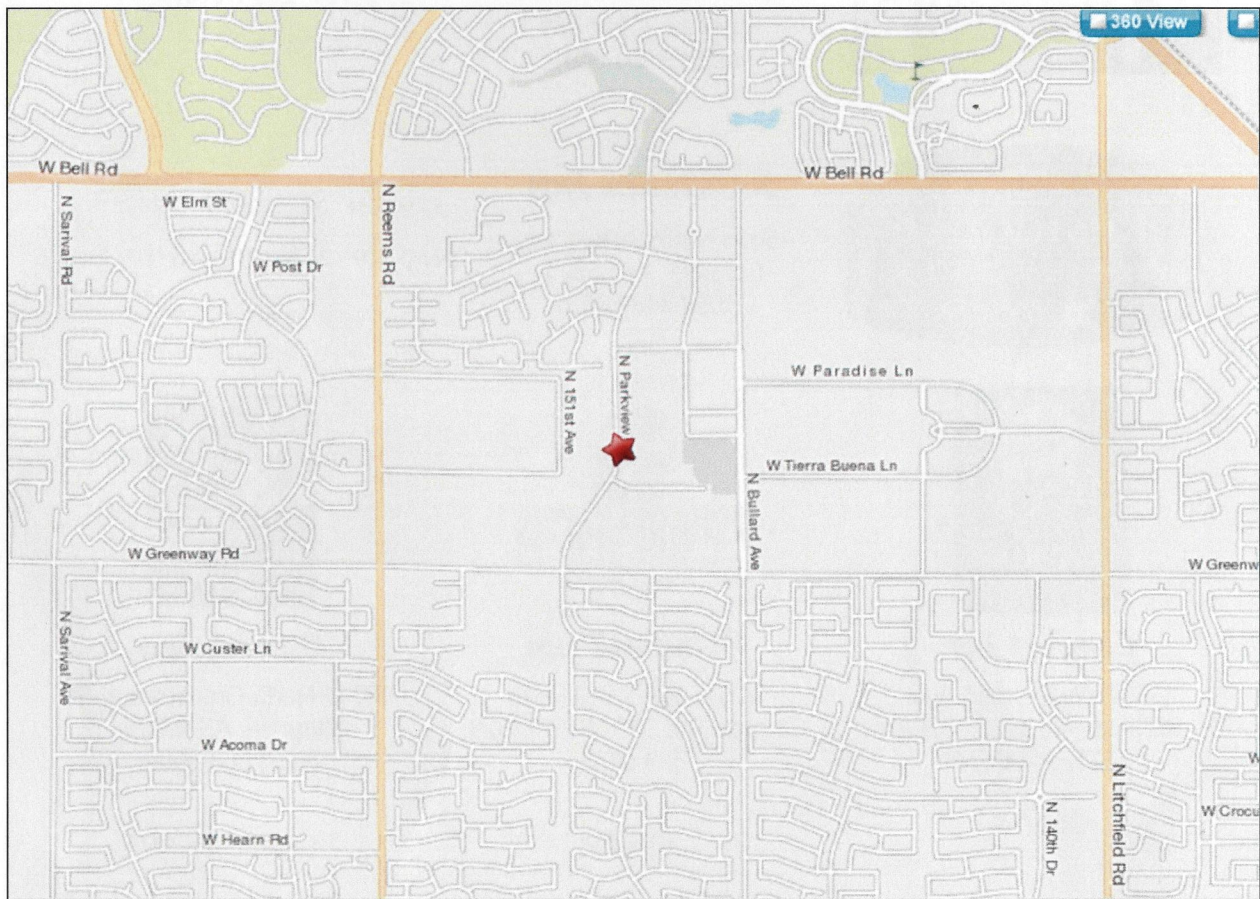 360 View
W Bell Rd
W Bell Rd
N Sarival Rd
W Elm St
N Reems Rd
W Post Dr
N Parkview
N 151st Ave
W Paradise Ln
W Tierra Buena Ln
N Bullard Ave
W Greenway Rd
W Greenw
N Sarival Ave
W Custer Ln
W Acoma Dr
W
N Litchfield Rd
N 140th Dr
W Crocu
W Hearn Rd